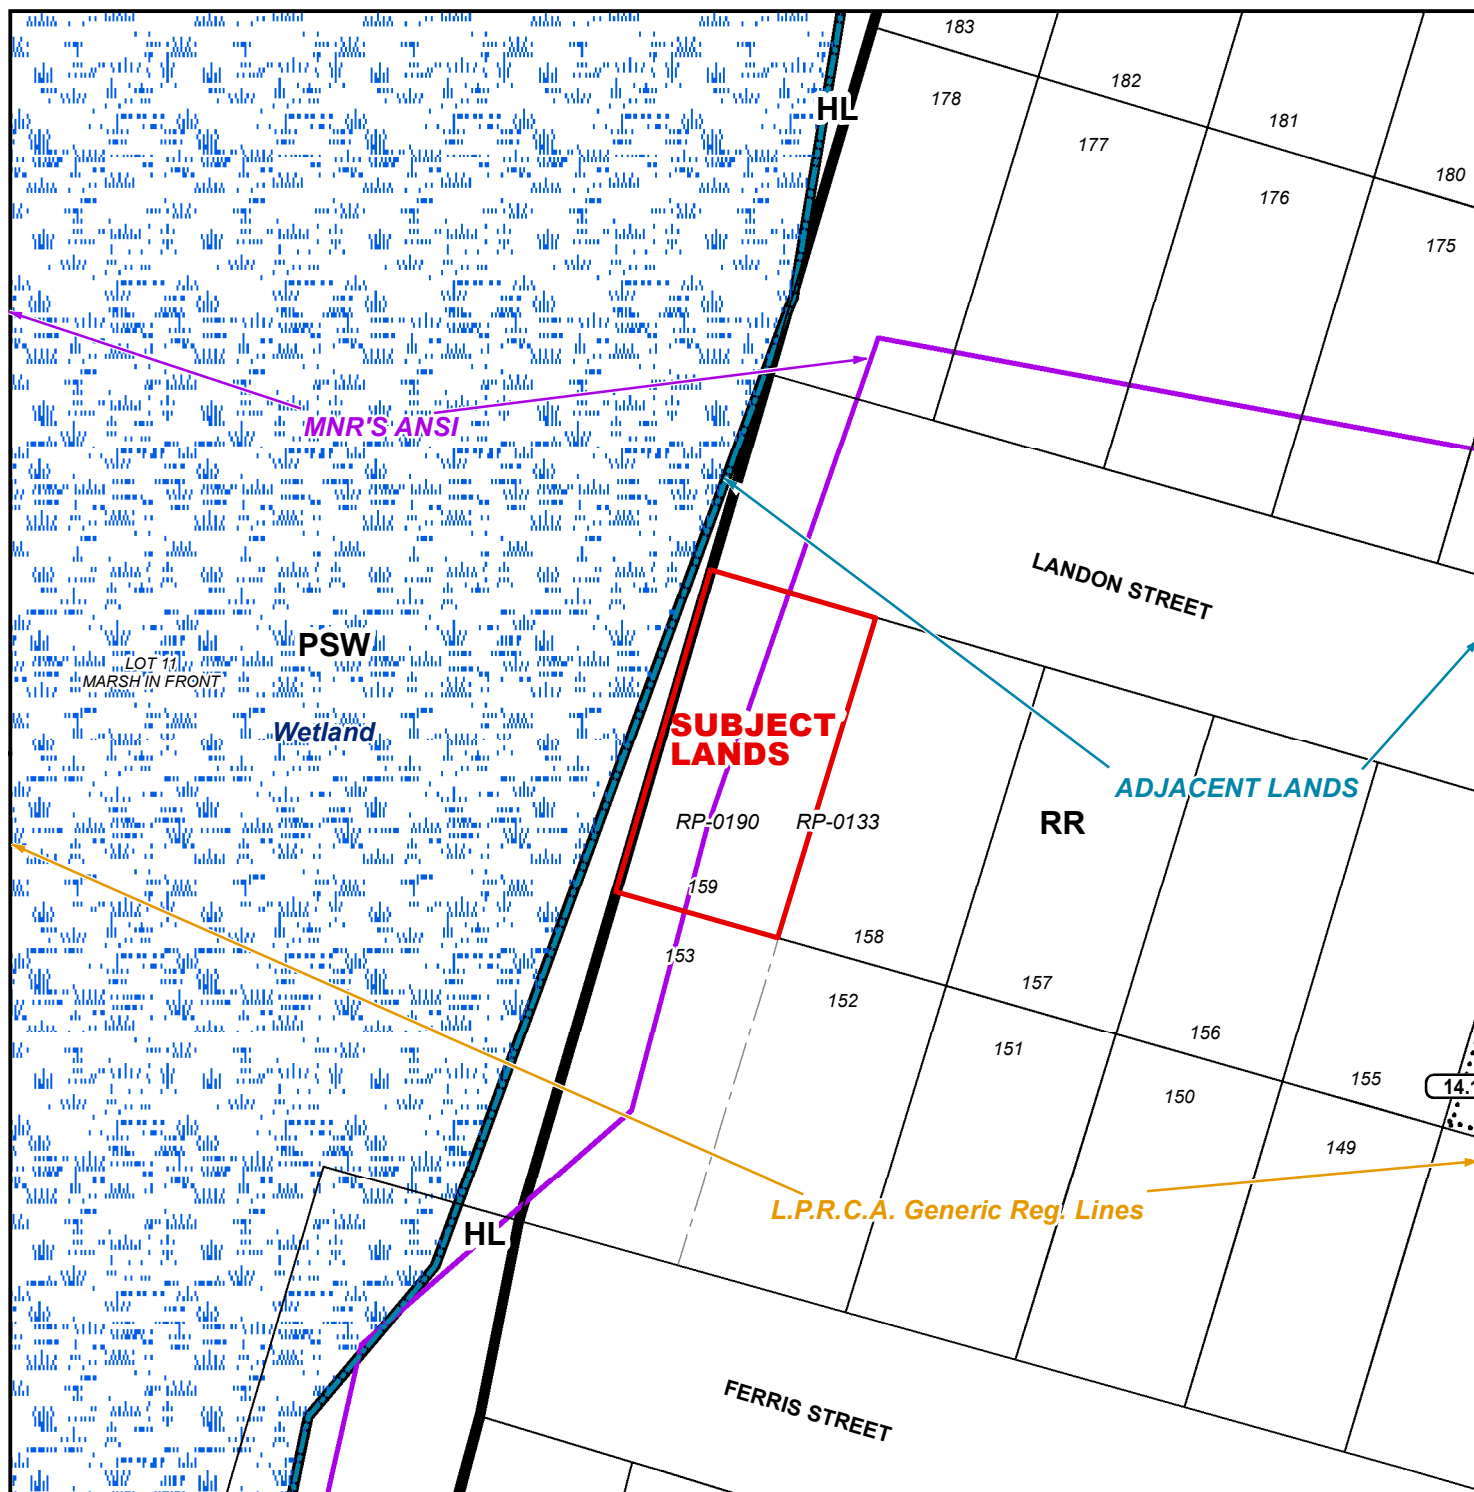 183
182
HL
178
181
177
180
176
175
MNR'S ANSI
LANDON STREET
PSW
LOT 11
MARSH IN FRONT
Wetland
SUBJECT
LANDS
ADJACENT LANDS
RP-0190
RP-0133
RR
159
158
153
157
152
156
151
155
150
14.
149
L.P.R.C.A. Generic Reg. Lines
HL
FERRIS STREET